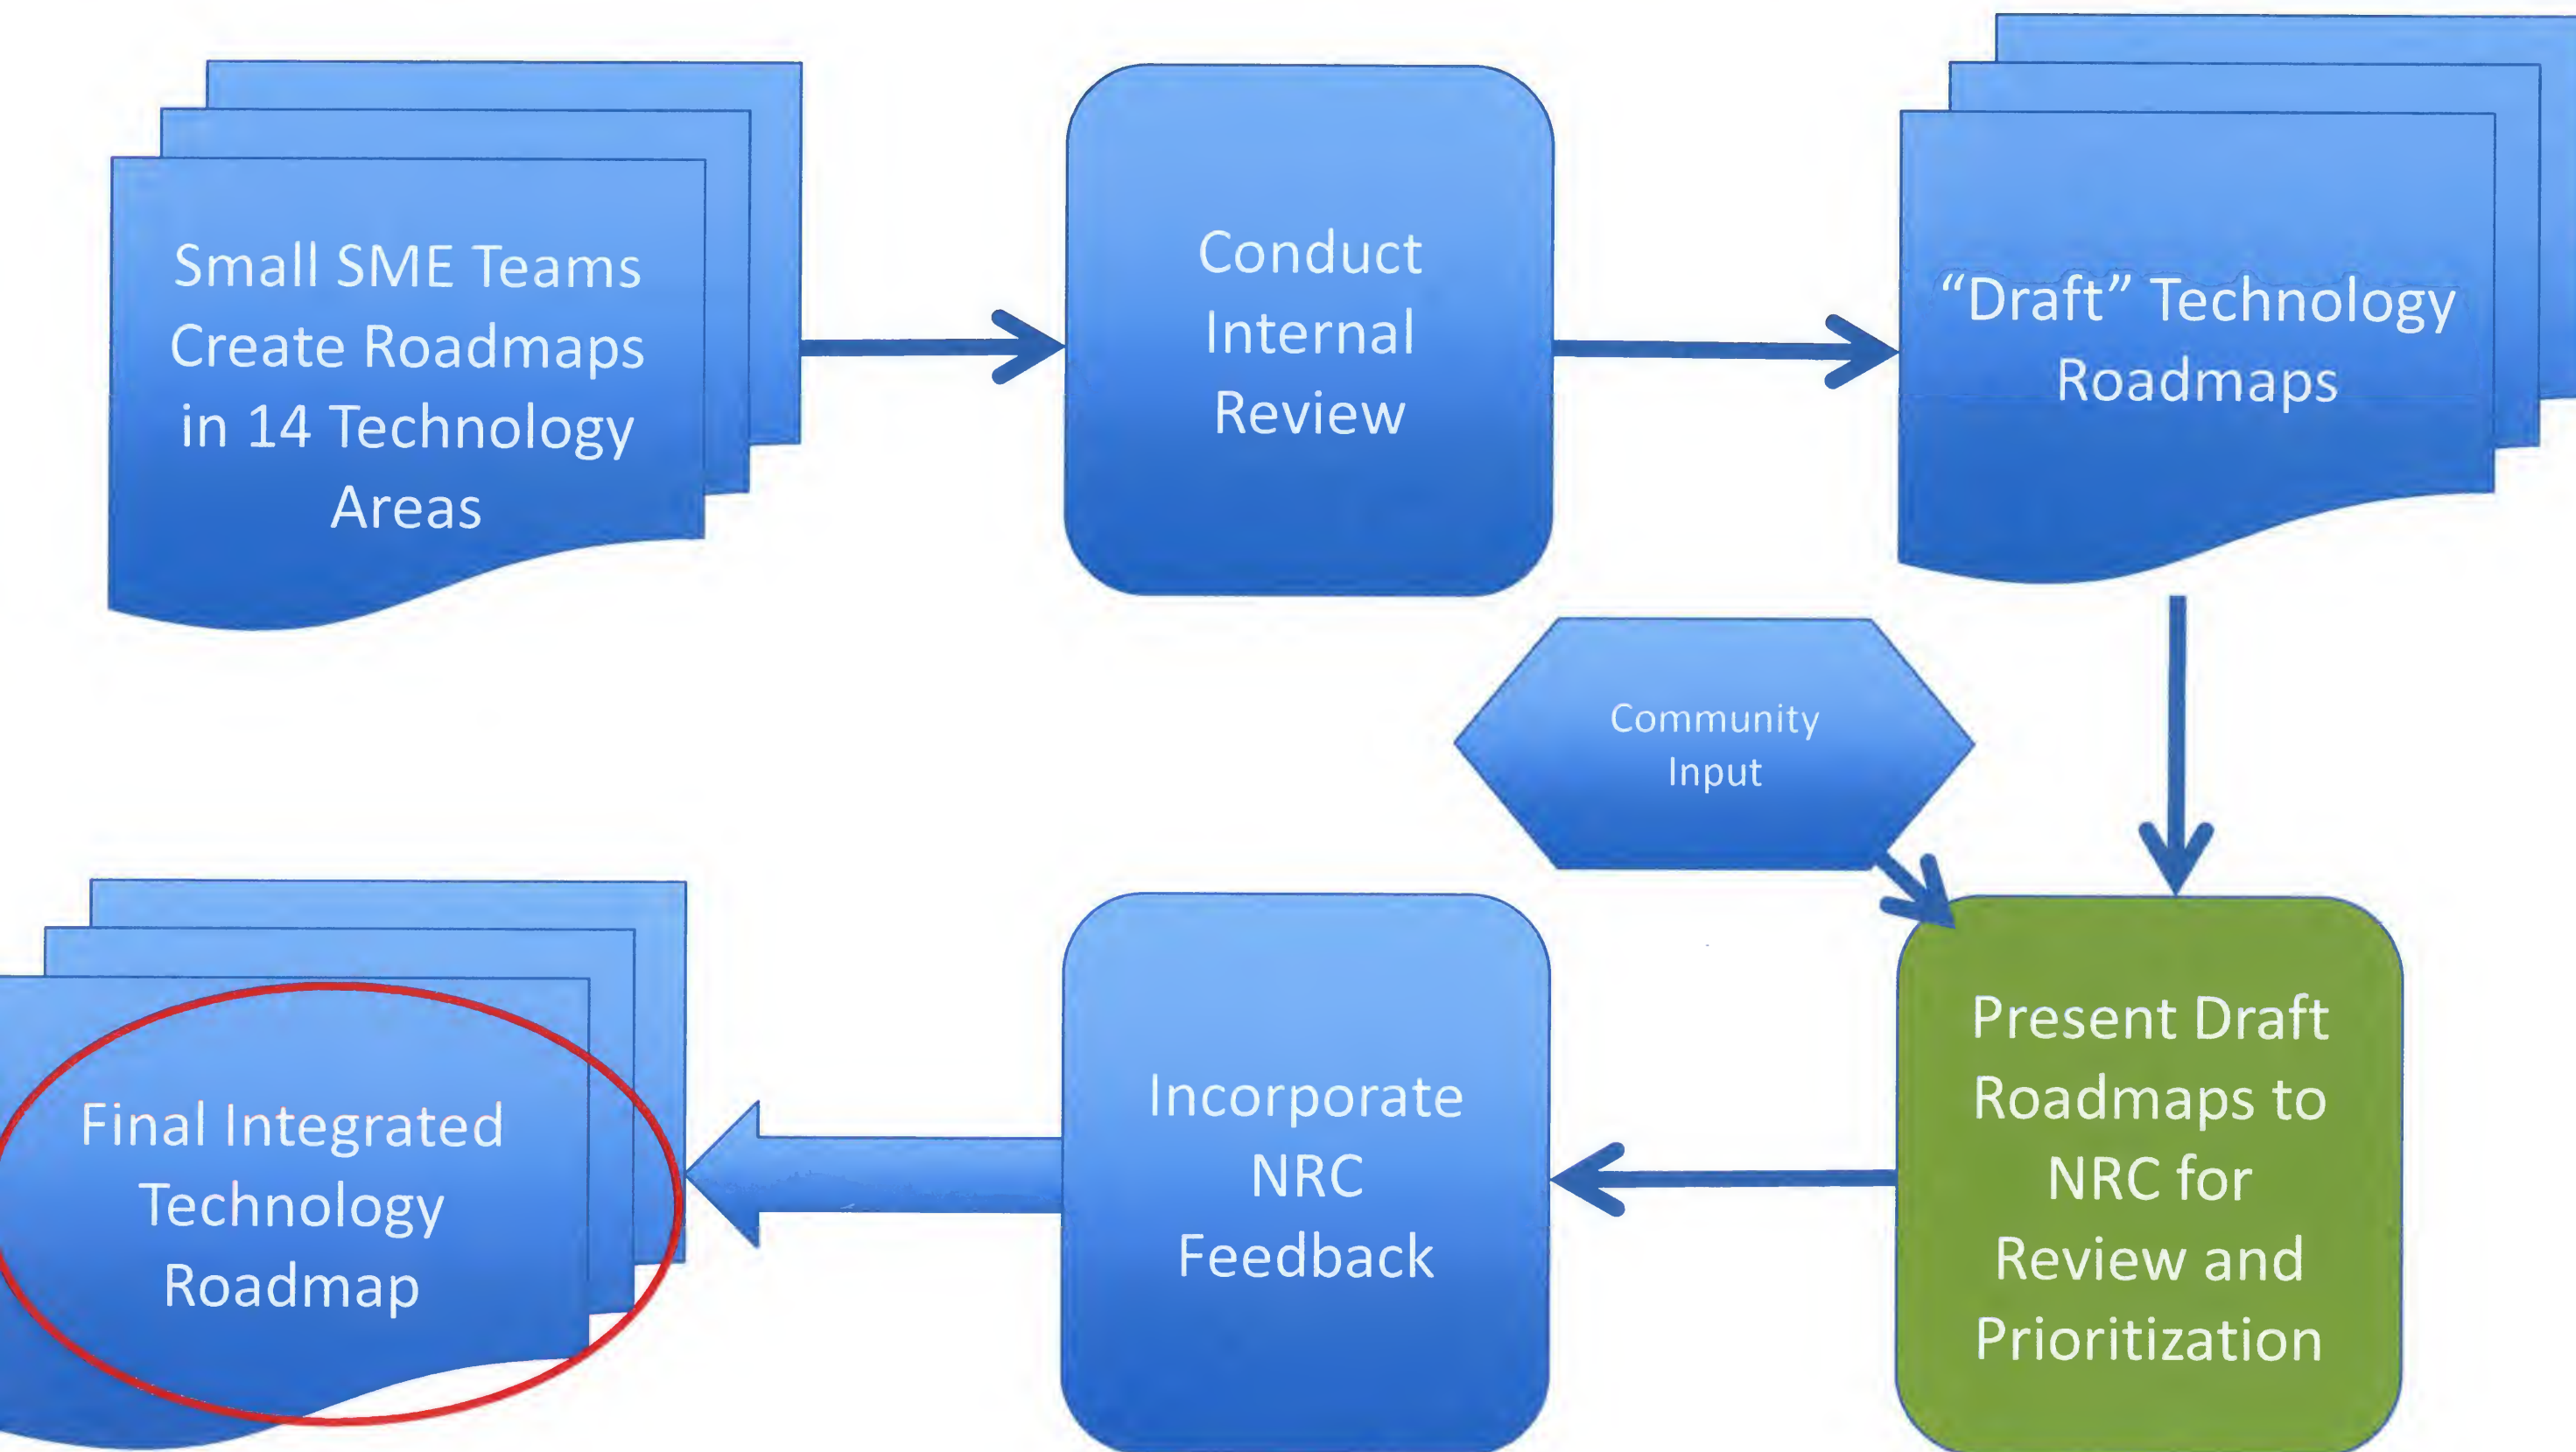 Small SME Teams
Create Roadmaps
in 14 Technology
Areas
Conduct
Internal
Review
“Draft” Technology
Roadmaps
Community
Input
Present Draft
Roadmaps to
NRC for
Review and
Prioritization
Incorporate
NRC
Feedback
Final Integrated
Technology
Roadmap